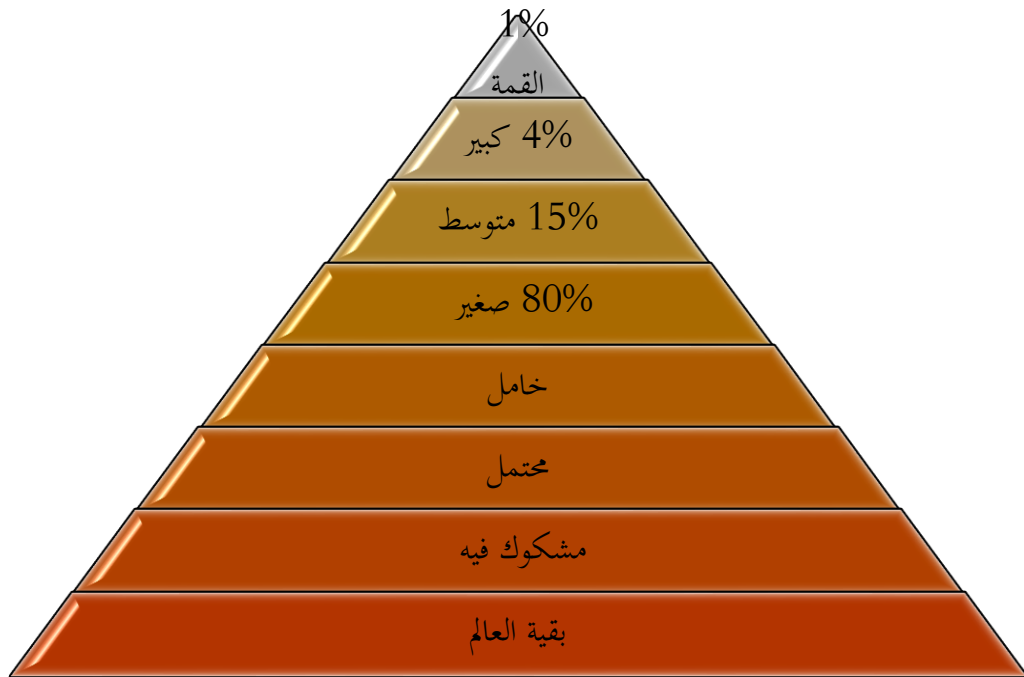 1%
القمة
4% كبير
15% متوسط
80% صغير
خامل
محتمل
مشكوك فيه
بقية العالم